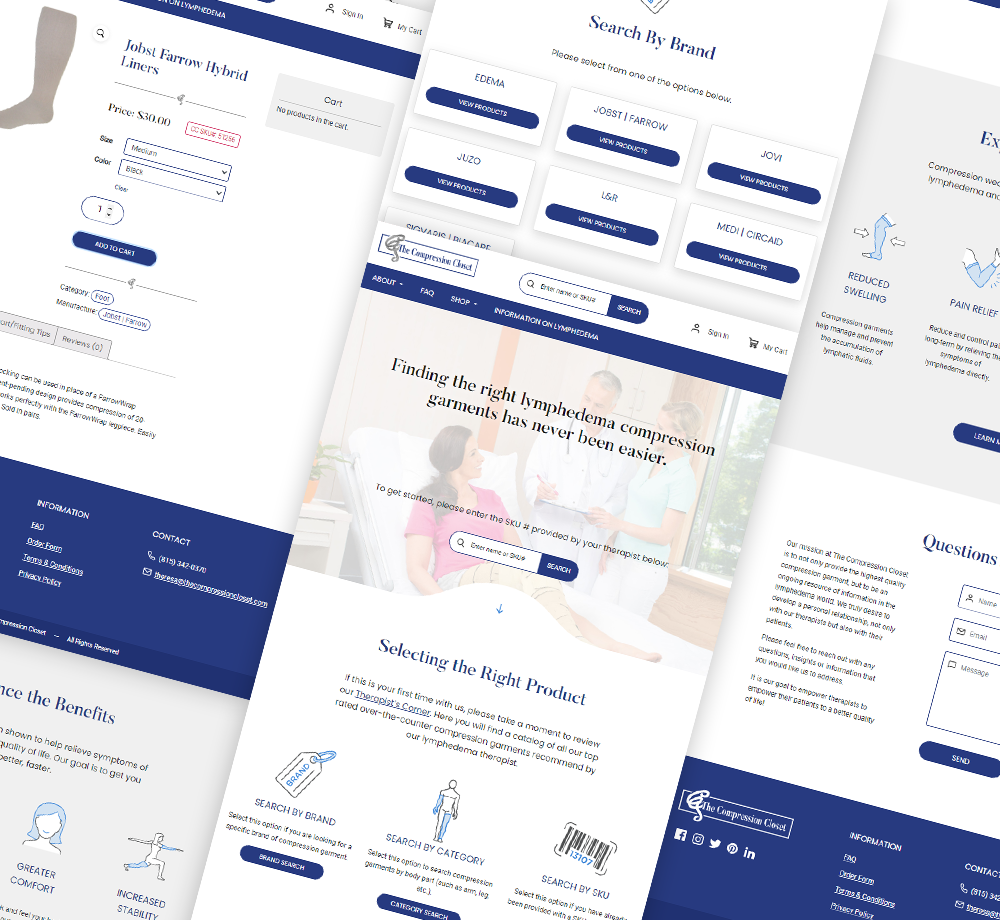 ON LYMPHEDEMA
Sign In
My Cart
Jobst Farrow Hybrid
Liners
Price: $30.00
CC SKU#: 51256
Size
Medium
Color
Black
Clear
1
ADD TO CART
Category: Foot
Manufacture: Jobst | Farrow
Cart
No products in the cart.
ort/Fitting Tips
Reviews (0)
ocking can be used in place of a FarrowWrap
ent-pending design provides compression of 20-
works perfectly with the FarrowWrap legpiece. Easily
Sold in pairs.
INFORMATION
FAQ
Order Form
Terms & Conditions
Privacy Policy
CONTACT
(815) 342-0370
theresa@thecompressioncloset.com
mpression Closet — All Rights Reserved
nce the Benefits
n shown to help relieve symptoms of
quality of life. Our goal is to get you
better, faster.
GREATER
COMFORT
INCREASED
STABILITY
Search By Brand
Please select from one of the options below.
EDEMA
VIEW PRODUCTS
JOBST | FARROW
VIEW PRODUCTS
JOVI
VIEW PRODUCTS
JUZO
VIEW PRODUCTS
L&R
VIEW PRODUCTS
MEDI | CIRCAID
VIEW PRODUCTS
SIGVARIS | BIACARE
The Compression Closet
Enter name or SKU#
SEARCH
Sign In
My Cart
ABOUT
FAQ
SHOP
INFORMATION ON LYMPHEDEMA
Finding the right lymphedema compression
garments has never been easier.
To get started, please enter the SKU # provided by your therapist below:
Enter name or SKU#
SEARCH
Selecting the Right Product
If this is your first time with us, please take a moment to review
our Therapist's Corner. Here you will find a catalog of all our top
rated over-the-counter compression garments recommend by
our lymphedema therapist.
BRAND
SEARCH BY BRAND
Select this option if you are looking for a
specific brand of compression garment.
BRAND SEARCH
SEARCH BY CATEGORY
Select this option to search compression
garments by body part (such as arm, leg,
etc.).
CATEGORY SEARCH
13107
SEARCH BY SKU
Select this option if you have already
been provided with a SK
Ex
Compression wea
lymphedema and
REDUCED
SWELLING
Compression garments
help manage and prevent
the accumulation of
lymphatic fluids.
PAIN RELIEF
Reduce and control pa
long-term by relieving th
symptoms of
lymphedema directly.
LEARN M
Questions
Our mission at The Compression Closet
is to not only provide the highest quality
compression garment, but to be an
ongoing resource of information in the
lymphedema world. We truly desire to
develop a personal relationship, not only
with our therapists but also with their
patients.
Please feel free to reach out with any
questions, insights or information that
you would like us to address.
It is our goal to empower therapists to
empower their patients to a better quality
of life!
Name
Email
Message
SEND
The Compression Closet
INFORMATION
FAQ
Order Form
Terms & Conditions
Privacy Policy
CONTACT
(815) 342
theresa